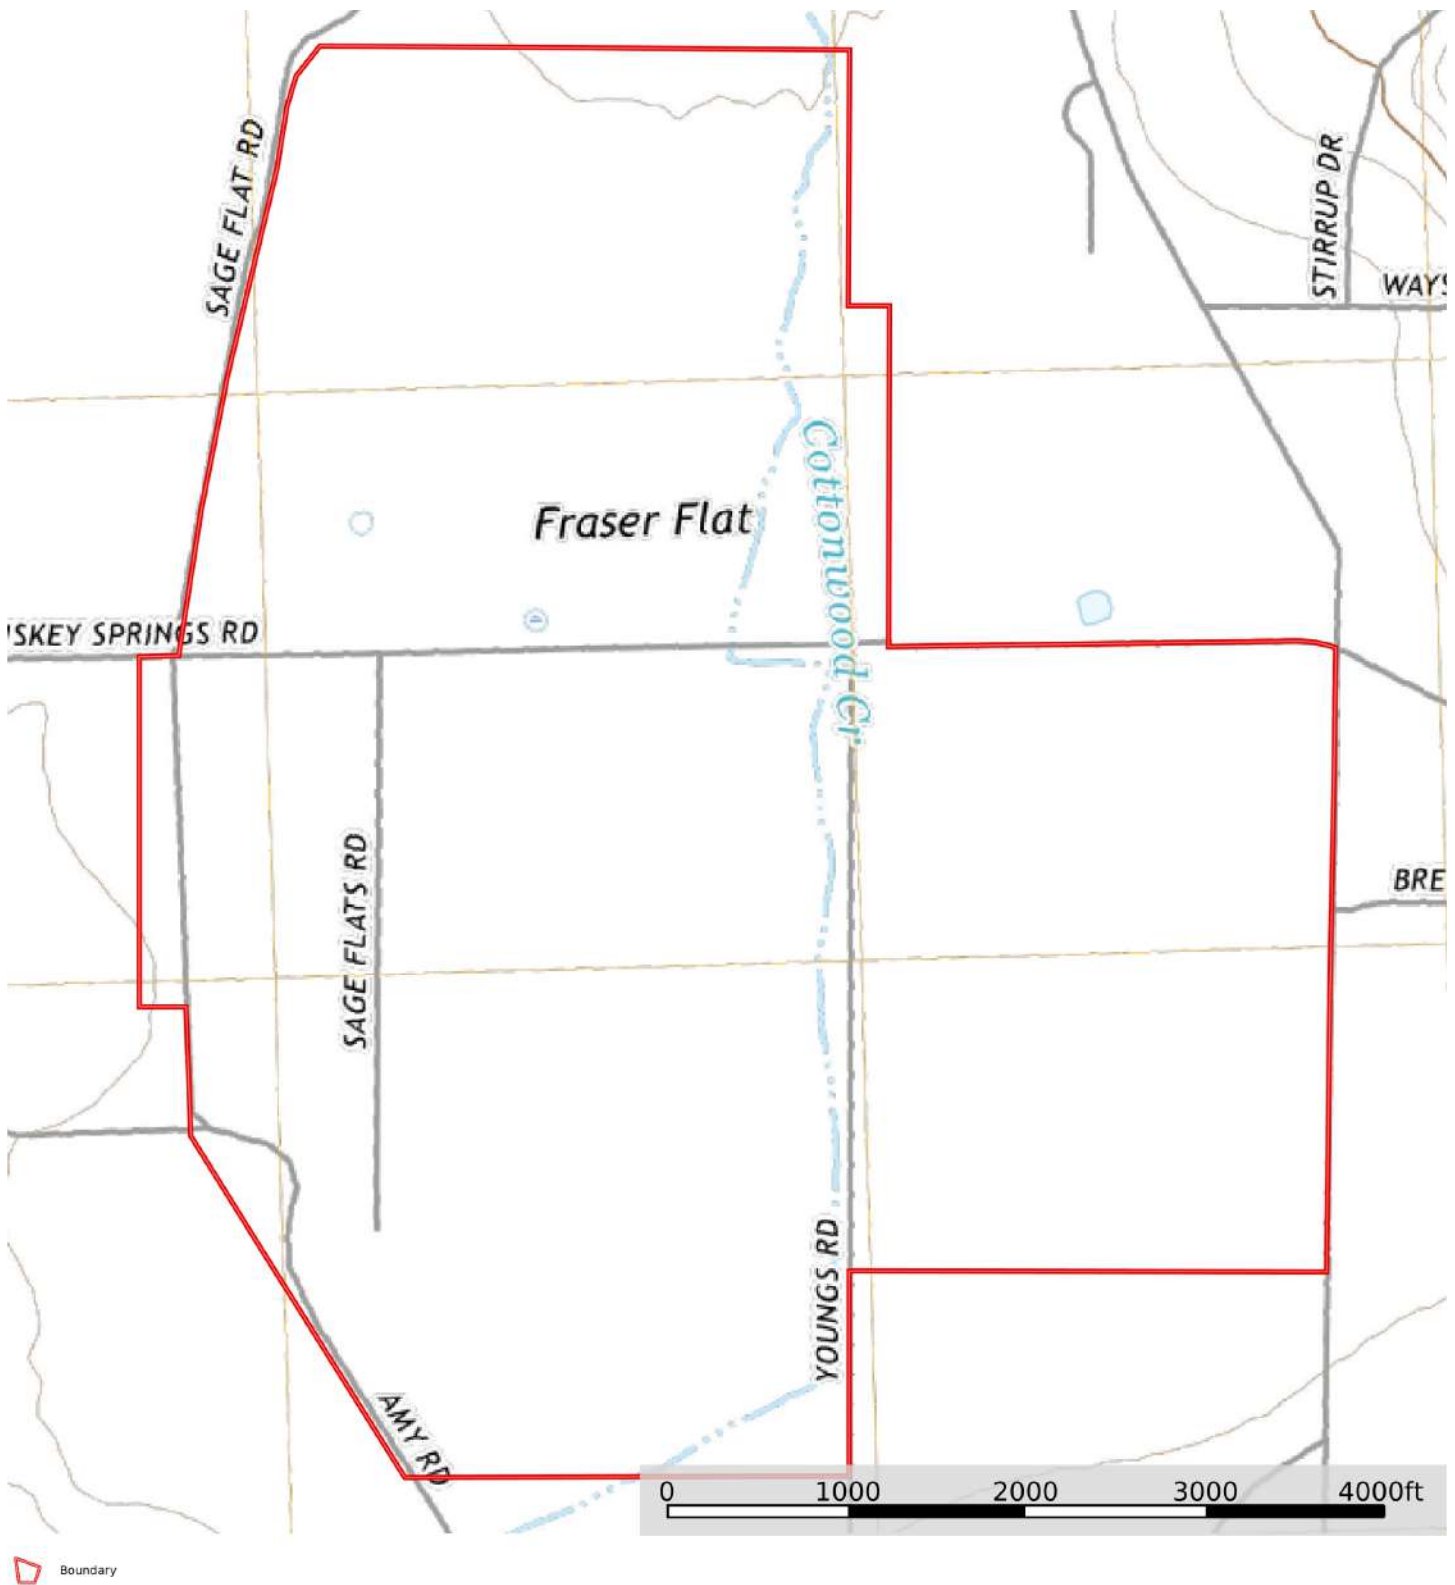 SAGE FLAT RD
STIRRUP DR
WAYS
Fraser Flat
Cottonwood Cr
ISKEY SPRINGS RD
SAGE FLATS RD
BRE
YOUNGS RD
AMY RD
0 1000 2000 3000 4000ft
Boundary